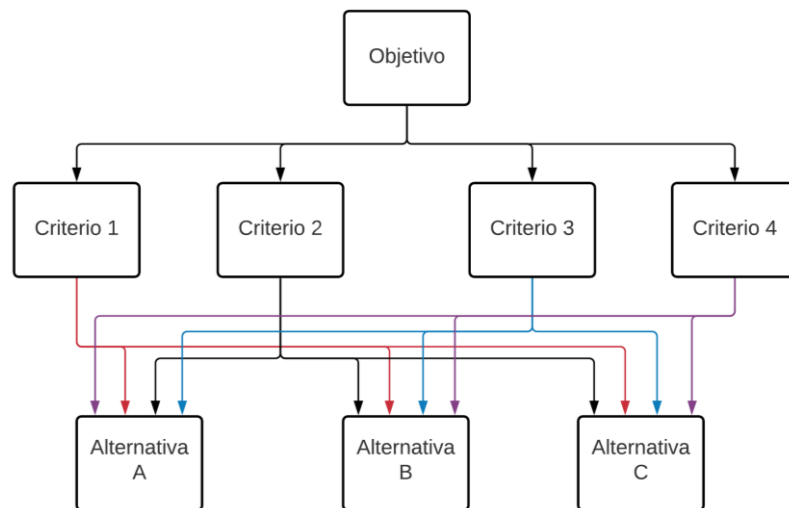 Objetivo
Criterio 1
Criterio 2
Criterio 3
Criterio 4
Alternativa
A
Alternativa
B
Alternativa
C